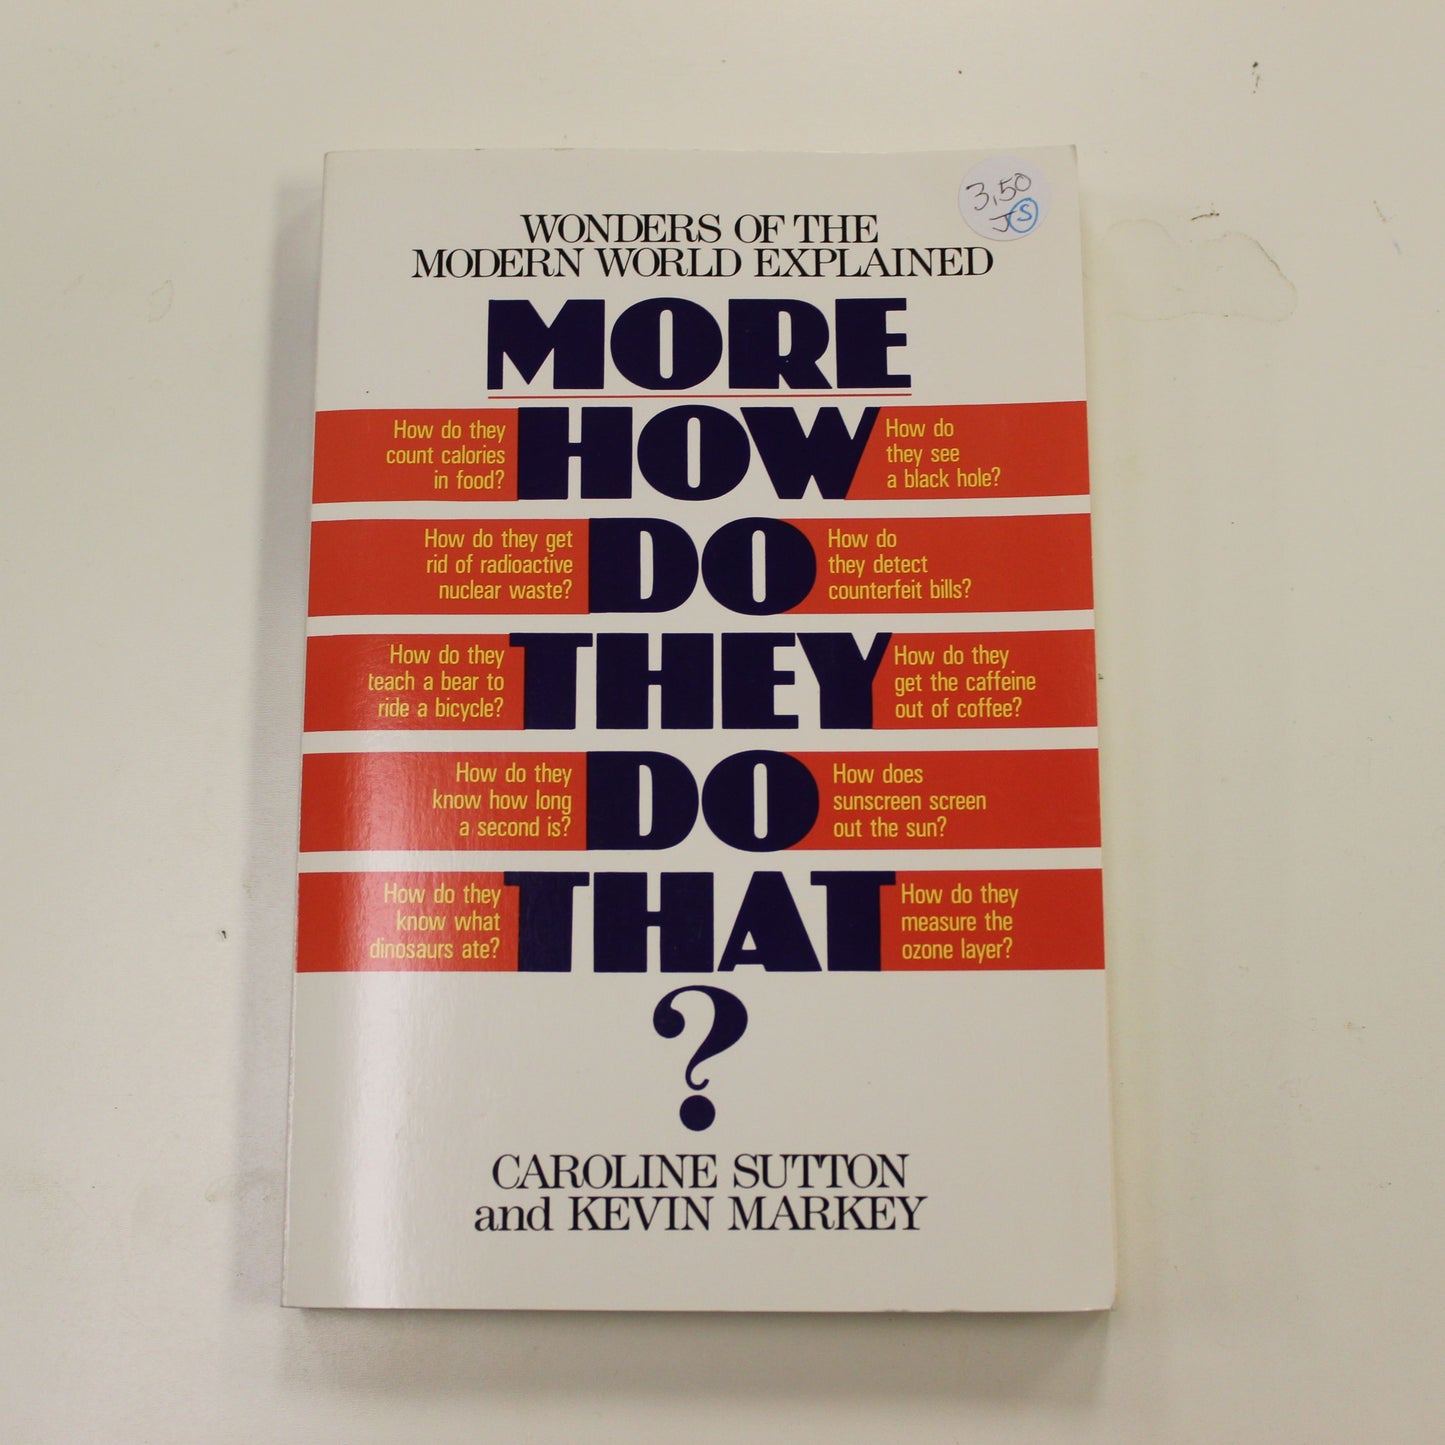 3.50
JS
WONDERS OF THE
MODERN WORLD EXPLAINED
MORE
How do they
count calories
in food?
HOW
How do
they see
a black hole?
How do they get
rid of radioactive
nuclear waste?
DO
How do
they detect
counterfeit bills?
How do they
teach a bear to
ride a bicycle?
THEY
How do they
get the caffeine
out of coffee?
How do they
know how long
a second is?
DO
How does
sunscreen screen
out the sun?
How do they
know what
dinosaurs ate?
THAT
How do they
measure the
ozone layer?
?
CAROLINE SUTTON
and KEVIN MARKEY